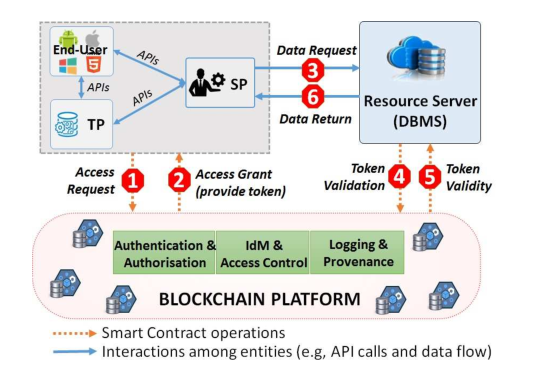 End-User
APIs
APIs
APIs
TP
SP
Data Request
3
6
Data Return
Resource Server
(DBMS)
Access
Request
1
2
Access Grant
(provide token)
Token
Validation
4
5
Token
Validity
Authentication &
Authorisation
IdM &
Access Control
Logging &
Provenance
BLOCKCHAIN PLATFORM
Smart Contract operations
Interactions among entities (e.g, API calls and data flow)